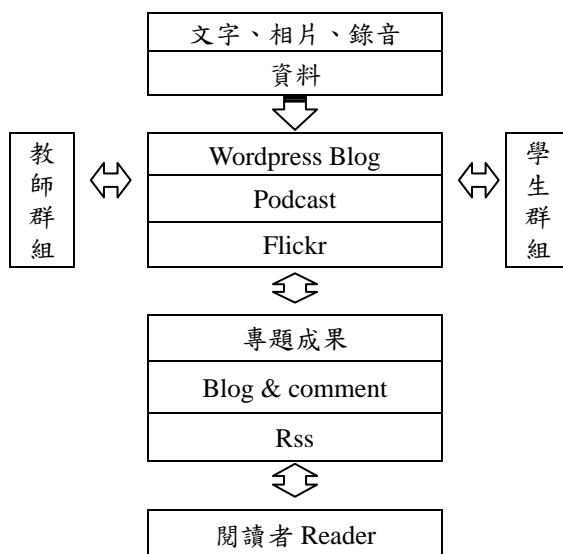 文字、相片、錄音
資料
教師群組
Wordpress Blog
Podcast
Flickr
學生群組
專題成果
Blog & comment
Rss
閱讀者 Reader